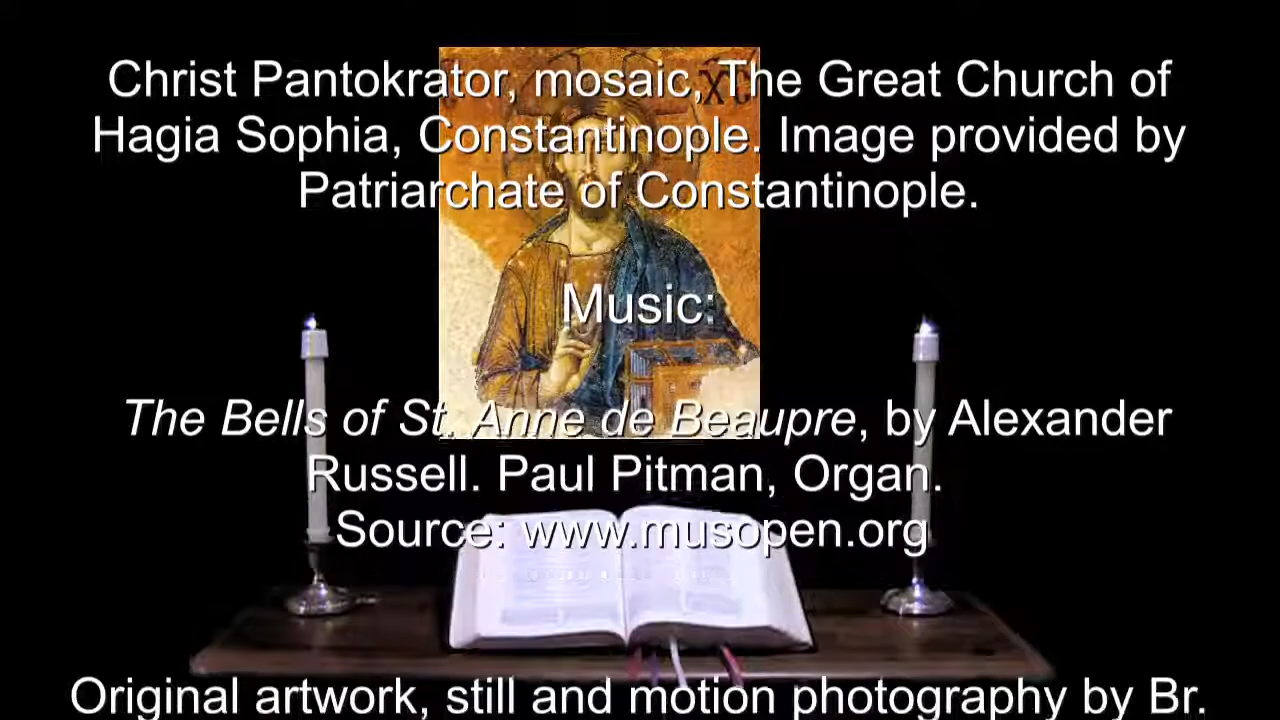 Christ Pantokrator, mosaic, The Great Church of
Hagia Sophia, Constantinople. Image provided by
Patriarchate of Constantinople.
Music:
The Bells of St. Anne de Beaupre, by Alexander
Russell. Paul Pitman, Organ.
Source: www.musopen.org
Original artwork, still and motion photography by Br.